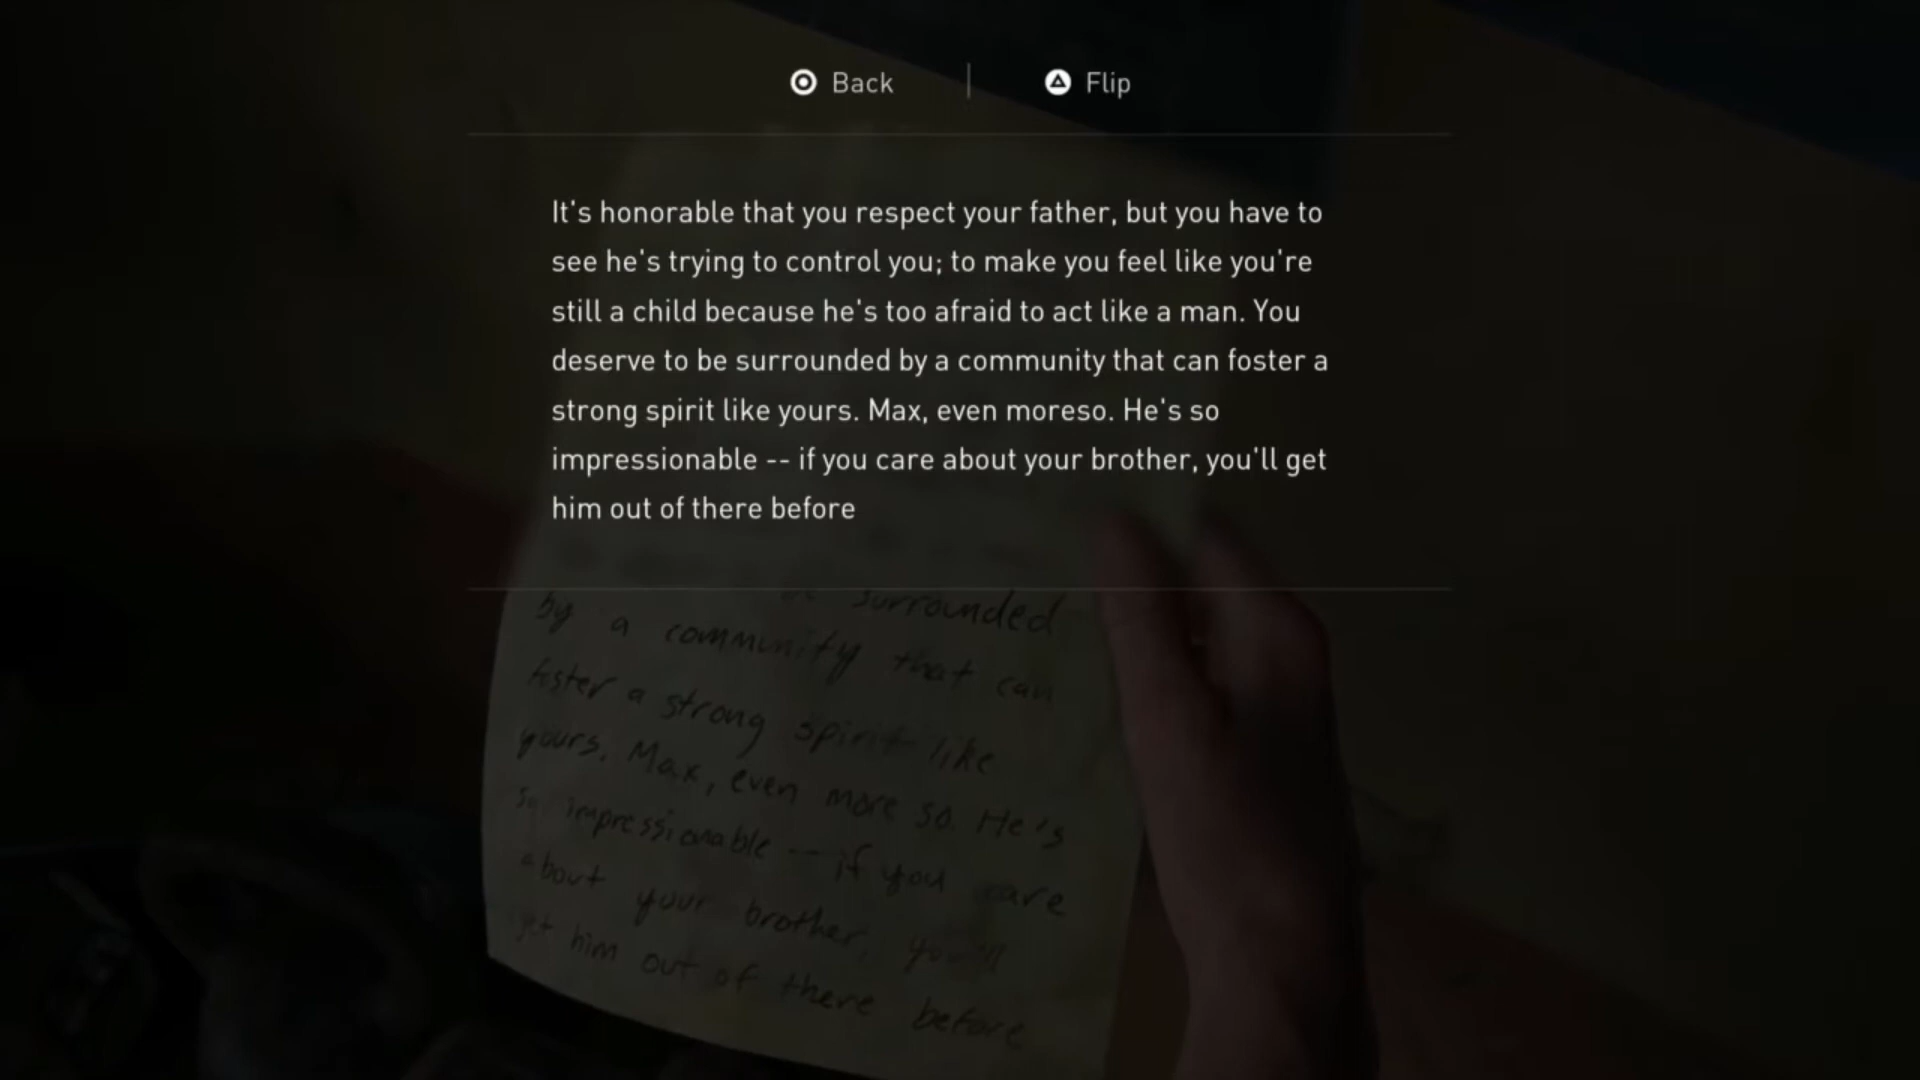 Back | Flip
It's honorable that you respect your father, but you have to
see he's trying to control you; to make you feel like you're
still a child because he's too afraid to act like a man. You
deserve to be surrounded by a community that can foster a
strong spirit like yours. Max, even moreso. He's so
impressionable -- if you care about your brother, you'll get
him out of there before
surrounded
by a community that can
foster a strong spirit like
yours. Max, even more so. He's
so impressionable -- if you care
about your brother, you'll
get him out of there before